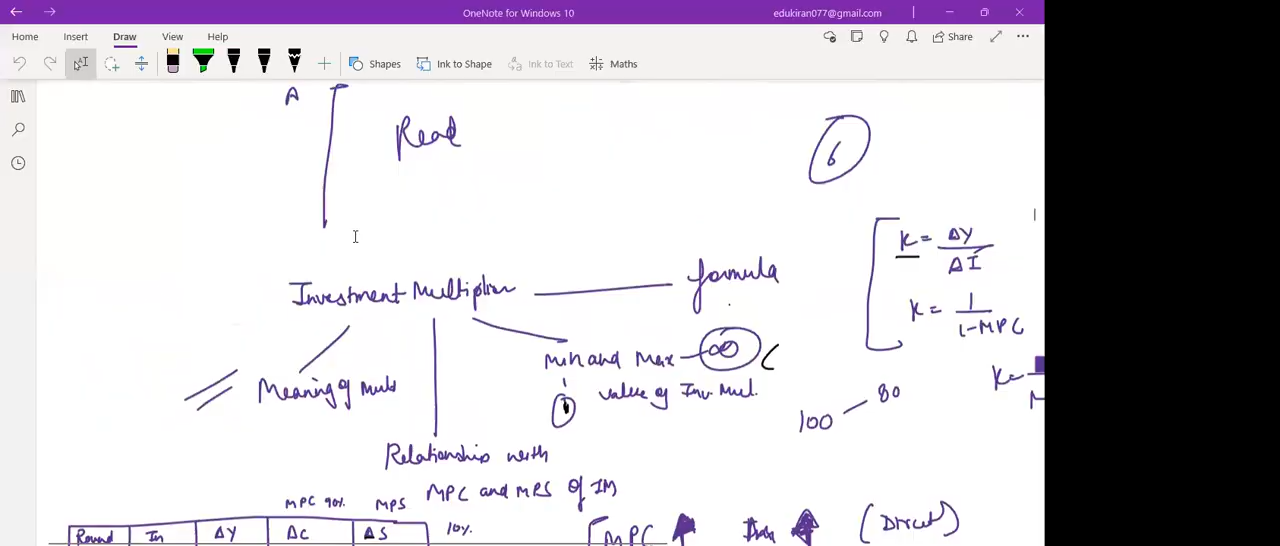 OneNote for Windows 10
edukiran077@gmail.com
Home Insert Draw View Help
Share
Shapes Ink to Shape Ink to Text Maths
A
Read
6
K = ΔY / ΔI
K = 1 / 1-MPC
Investment Multiplier
formula
Min and Max ∞
value of Inv. Mul.
Meaning of Mult
K=
100 80
Relationship with
MPC and MPS of IM
MPC 90% MPS
10%
Round In ΔY ΔC ΔS
MPC (Direct)